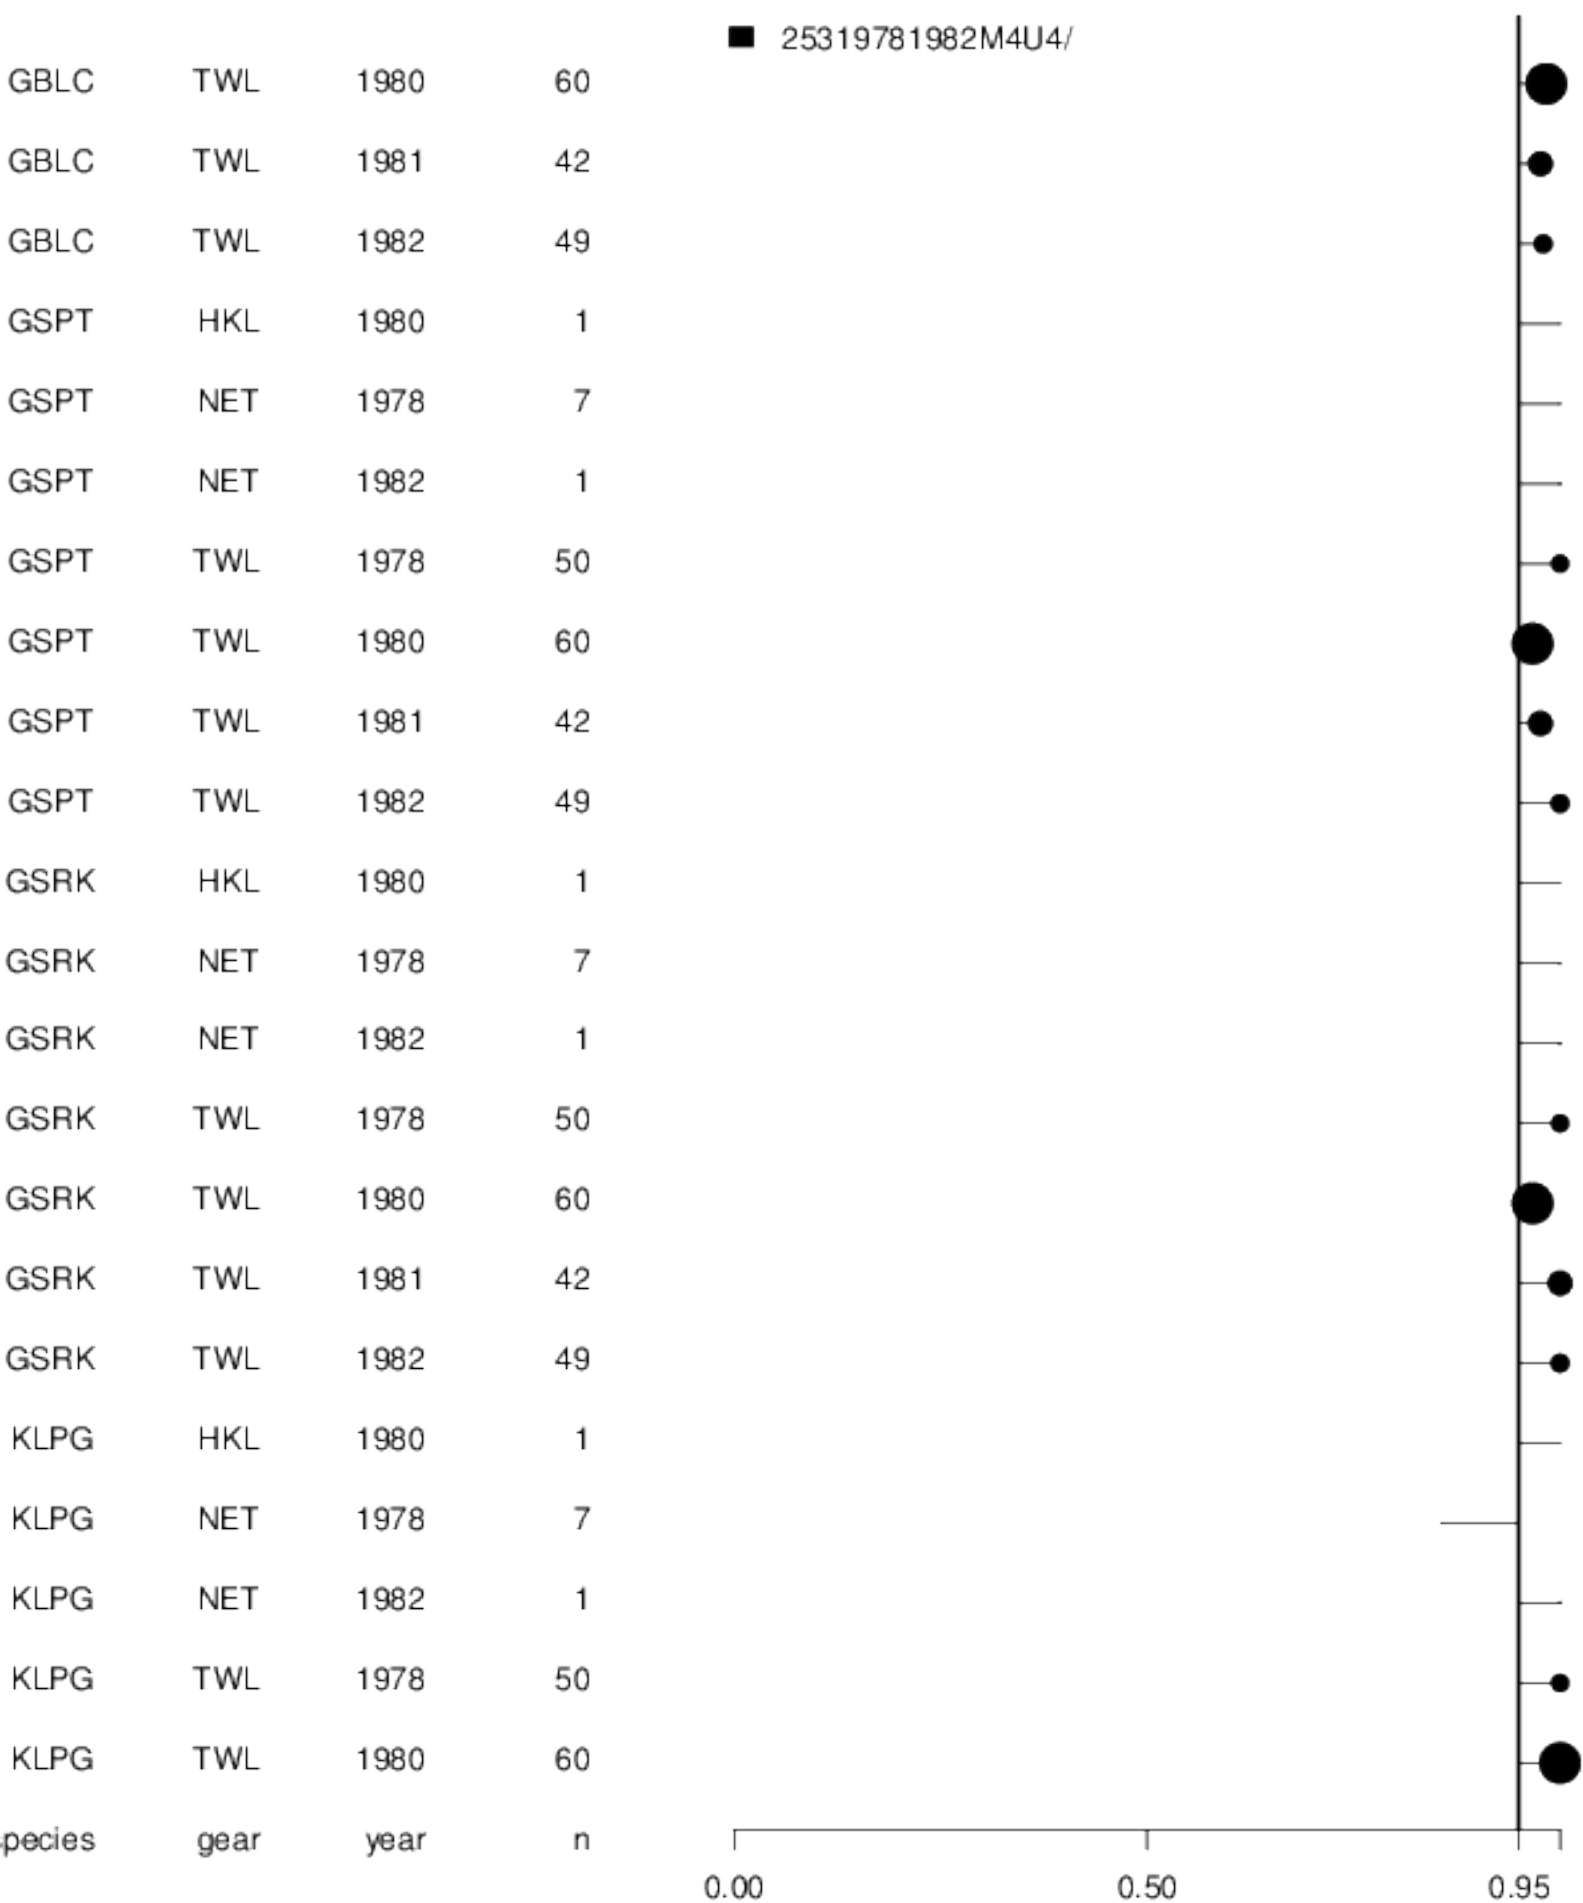 25319781982M4U4/
GBLC TWL 1980 60
GBLC TWL 1981 42
GBLC TWL 1982 49
GSPT HKL 1980 1
GSPT NET 1978 7
GSPT NET 1982 1
GSPT TWL 1978 50
GSPT TWL 1980 60
GSPT TWL 1981 42
GSPT TWL 1982 49
GSRK HKL 1980 1
GSRK NET 1978 7
GSRK NET 1982 1
GSRK TWL 1978 50
GSRK TWL 1980 60
GSRK TWL 1981 42
GSRK TWL 1982 49
KLPG HKL 1980 1
KLPG NET 1978 7
KLPG NET 1982 1
KLPG TWL 1978 50
KLPG TWL 1980 60
pecies gear year n
0.00 0.50 0.95